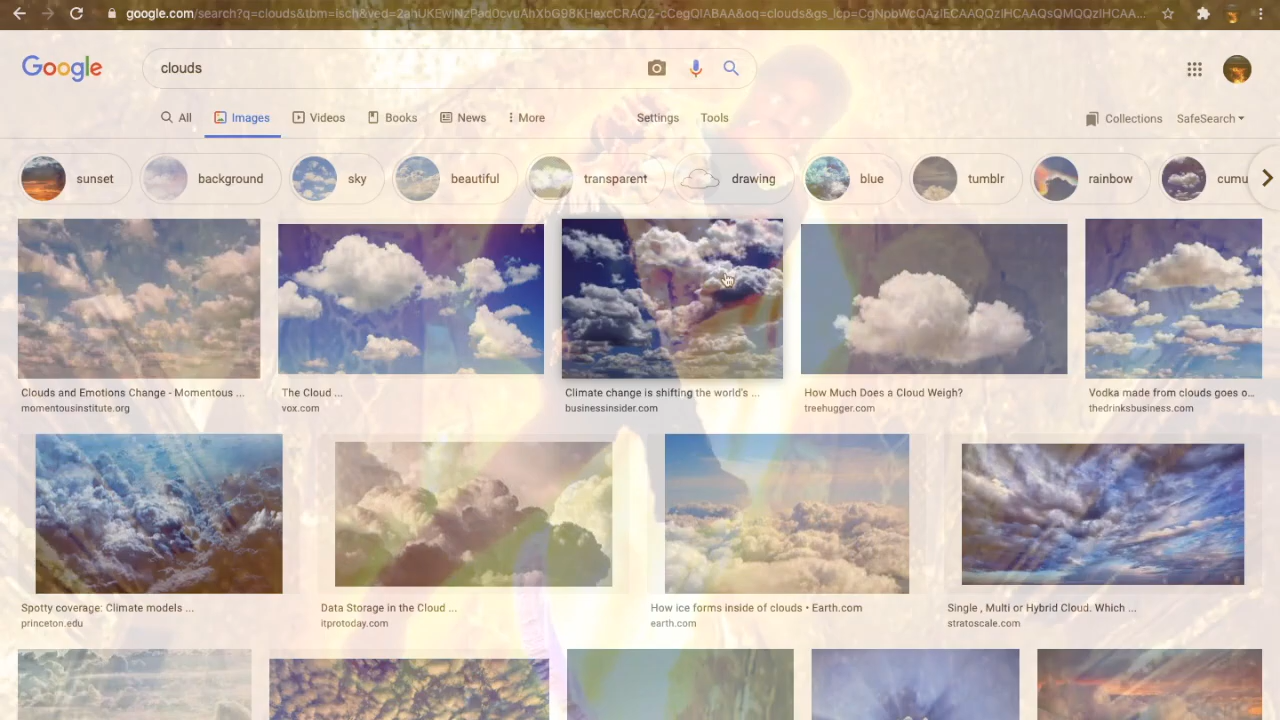 google.com/search?q=clouds&tbm=isch&ved=
Google
clouds
All Images Videos Books News More Settings Tools Collections SafeSearch
sunset background sky beautiful transparent drawing blue tumblr rainbow cumu
Clouds and Emotions Change - Momentous ...
momentousinstitute.org
The Cloud ...
vox.com
Climate change is shifting the world's ...
businessinsider.com
How Much Does a Cloud Weigh?
treehugger.com
Vodka made from clouds goes o...
thedrinksbusiness.com
Spotty coverage: Climate models ...
princeton.edu
Data Storage in the Cloud ...
itprotoday.com
How ice forms inside of clouds • Earth.com
earth.com
Single , Multi or Hybrid Cloud. Which ...
stratoscale.com